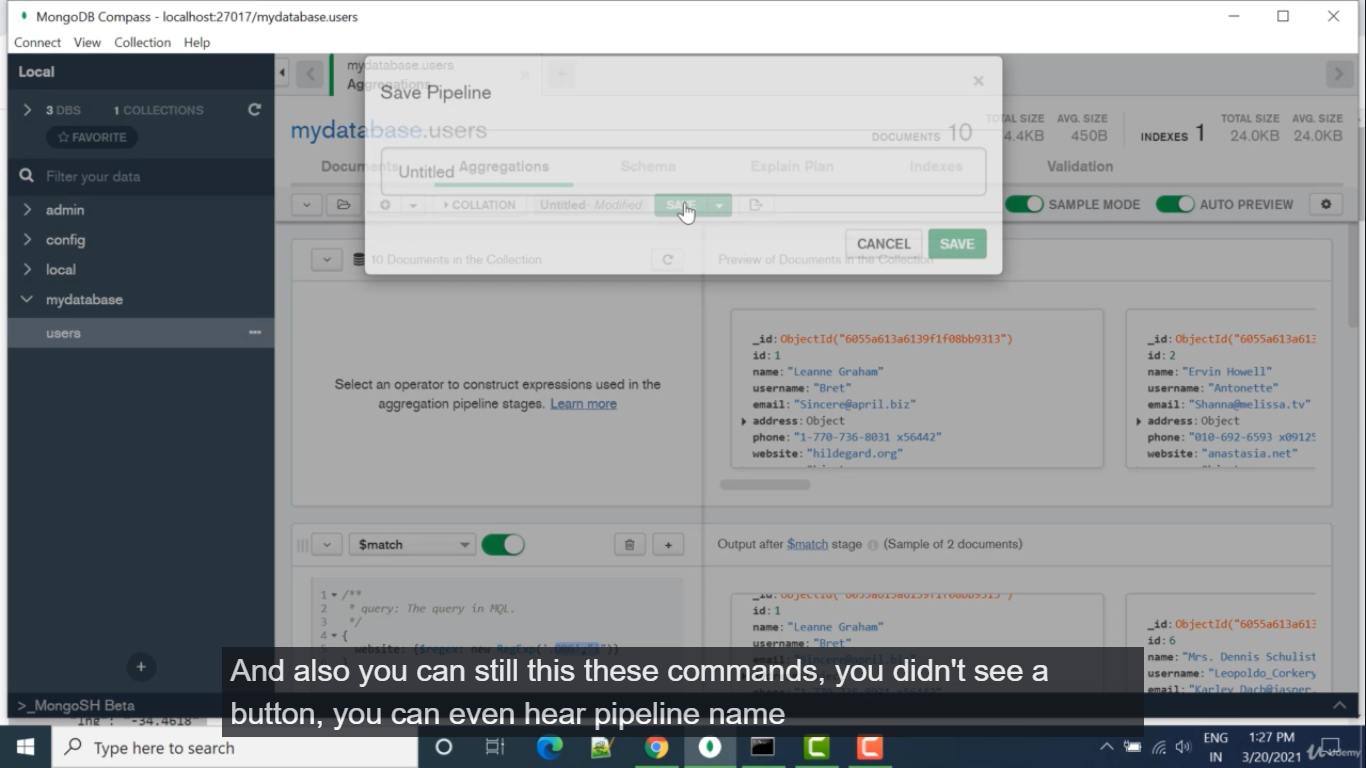 MongoDB Compass - localhost:27017/mydatabase.users
Connect View Collection Help
Local
3 DBS 1 COLLECTIONS
FAVORITE
Filter your data
admin
config
local
mydatabase
users
>_MongoSH Beta
mydatabase.users
Aggregations
Save Pipeline
mydatabase.users
DOCUMENTS 10
TOTAL SIZE AVG. SIZE
4.4KB 450B
INDEXES 1
TOTAL SIZE AVG. SIZE
24.0KB 24.0KB
Documents Aggregations Schema Explain Plan Indexes Validation
Untitled
COLLATION Untitled - Modified SAVE SAMPLE MODE AUTO PREVIEW
CANCEL SAVE
10 Documents in the Collection Preview of Documents in the Collection
Select an operator to construct expressions used in the
aggregation pipeline stages. Learn more
_id: ObjectId("6055a613a6139f1f08bb9313")
id: 1
name: "Leanne Graham"
username: "Bret"
email: "Sincere@april.biz"
address: Object
phone: "1-770-736-8031 x56442"
website: "hildegard.org"
_id: ObjectId("6055a613a613
id: 2
name: "Ervin Howell"
username: "Antonette"
email: "Shanna@melissa.tv"
address: Object
phone: "010-692-6593 x09125
website: "anastasia.net"
$match
Output after $match stage (Sample of 2 documents)
1 /**
2 * query: The query in MQL.
3 */
4 {
5 website: {$regex: new RegExp('
_id: ObjectId("6055a613a6139f1f08bb9313")
id: 1
name: "Leanne Graham"
username: "Bret"
_id: ObjectId("6055a613a613
id: 6
name: "Mrs. Dennis Schulist
username: "Leopoldo_Corkery
email: "Karley_Dach@jasper.
And also you can still this these commands, you didn't see a
button, you can even hear pipeline name
"lng": "-34.4618"
Type here to search
ENG
IN
1:27 PM
3/20/2021
Udemy